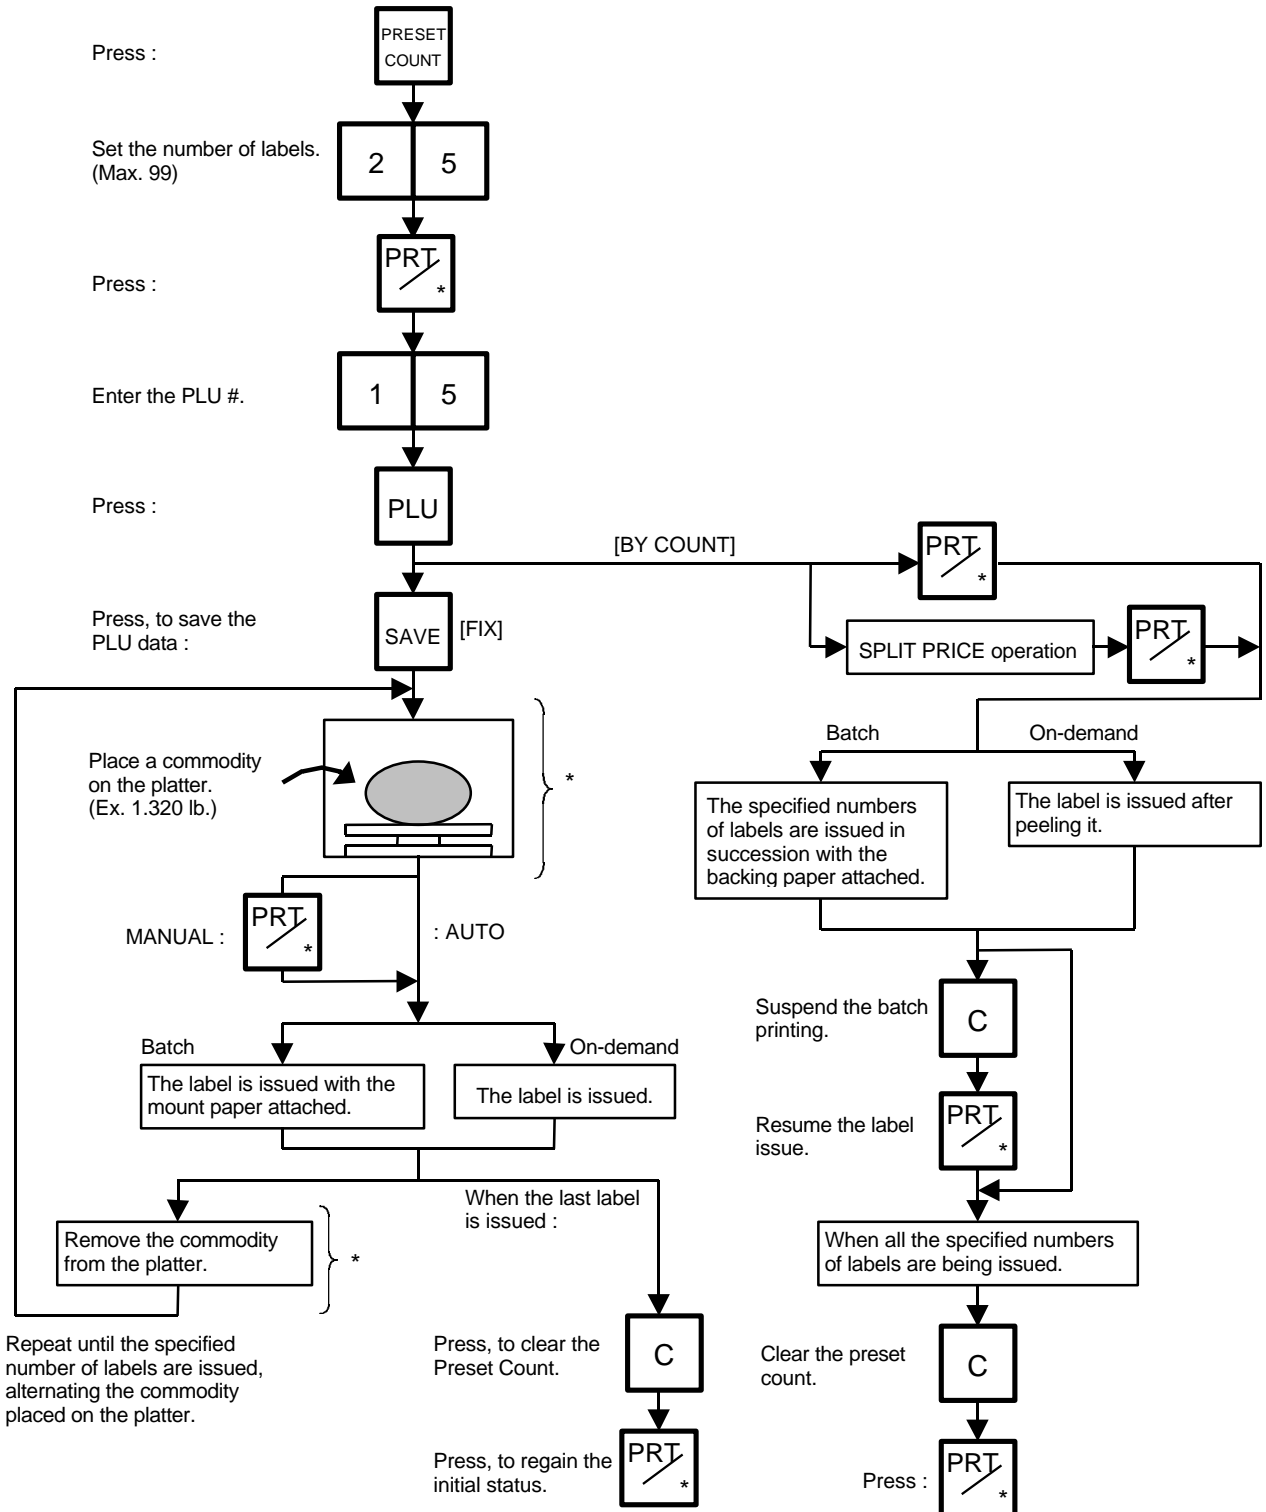 Press :
PRESET
COUNT
Set the number of labels.
(Max. 99)
2 5
Press :
PRT
*
Enter the PLU #.
1 5
Press :
PLU
[BY COUNT]
PRT
*
Press, to save the
PLU data :
SAVE
[FIX]
SPLIT PRICE operation
PRT
*
Place a commodity
on the platter.
(Ex. 1.320 lb.)
*
Batch
On-demand
The specified numbers
of labels are issued in
succession with the
backing paper attached.
The label is issued after
peeling it.
MANUAL :
PRT
*
: AUTO
Batch
On-demand
The label is issued with the
mount paper attached.
The label is issued.
Suspend the batch
printing.
C
Resume the label
issue.
PRT
*
When the last label
is issued :
Remove the commodity
from the platter.
*
When all the specified numbers
of labels are being issued.
Repeat until the specified
number of labels are issued,
alternating the commodity
placed on the platter.
Press, to clear the
Preset Count.
C
Clear the preset
count.
C
Press, to regain the
initial status.
PRT
*
Press :
PRT
*